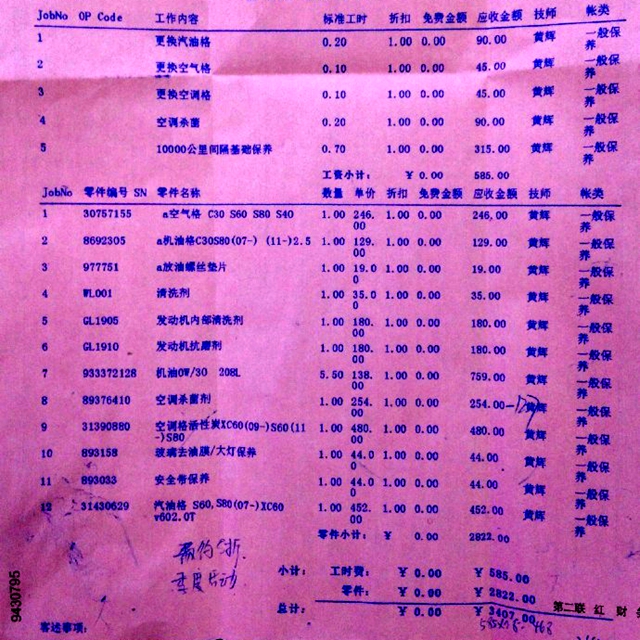 JobNo OP Code 工作内容 标准工时 折扣 免费金额 应收金额 技师 帐类
1 更换汽油格 0.20 1.00 0.00 90.00 黄辉 一般保养
2 更换空气格 0.10 1.00 0.00 45.00 黄辉 一般保养
3 更换空调格 0.10 1.00 0.00 45.00 黄辉 一般保养
4 空调杀菌 0.20 1.00 0.00 90.00 黄辉 一般保养
5 10000公里间隔基础保养 0.70 1.00 0.00 315.00 黄辉 一般保养
工资小计: ¥ 0.00 585.00
JobNo 零件编号 SN 零件名称 数量 单价 折扣 免费金额 应收金额 技师 帐类
1 30757155 a空气格 C30 S60 S80 S40 1.00 246.00 1.00 0.00 246.00 黄辉 一般保养
2 8692305 a机油格C30S80(07-) (11-)2.5 1.00 129.00 1.00 0.00 129.00 黄辉 一般保养
3 977751 a放油螺丝垫片 1.00 19.00 1.00 0.00 19.00 黄辉 一般保养
4 WL001 清洗剂 1.00 35.00 1.00 0.00 35.00 黄辉 一般保养
5 GL1905 发动机内部清洗剂 1.00 180.00 1.00 0.00 180.00 黄辉 一般保养
6 GL1910 发动机抗磨剂 1.00 180.00 1.00 0.00 180.00 黄辉 一般保养
7 933372128 机油0W/30 208L 5.50 138.00 1.00 0.00 759.00 黄辉 一般保养
8 89376410 空调杀菌剂 1.00 254.00 1.00 0.00 254.00 黄辉 一般保养
9 31390880 空调格活性炭XC60(09-)S60(11-)S80 1.00 480.00 1.00 0.00 480.00 黄辉 一般保养
10 893158 玻璃去油膜/大灯保养 1.00 44.00 1.00 0.00 44.00 黄辉 一般保养
11 893033 安全带保养 1.00 44.00 1.00 0.00 44.00 黄辉 一般保养
12 31430629 汽油格 S60,S80(07-)XC60 v602.0T 1.00 452.00 1.00 0.00 452.00 黄辉 一般保养
零件小计: ¥ 2822.00
小计: 工时费: ¥ 0.00 ¥ 585.00
零件: ¥ 0.00 ¥ 2822.00
总计: ¥ 0.00 ¥ 3407.00
第二联 红 财
客述事项:
9430795